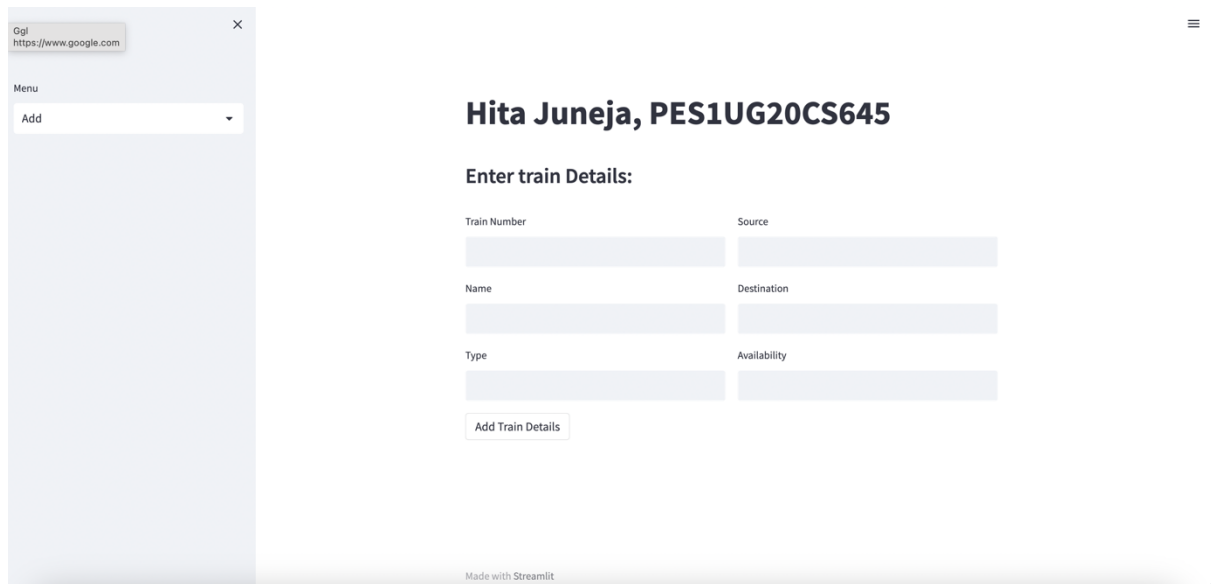 Ggl
https://www.google.com
Menu
Add
Hita Juneja, PES1UG20CS645
Enter train Details:
Train Number
Source
Name
Destination
Type
Availability
Add Train Details
Made with Streamlit